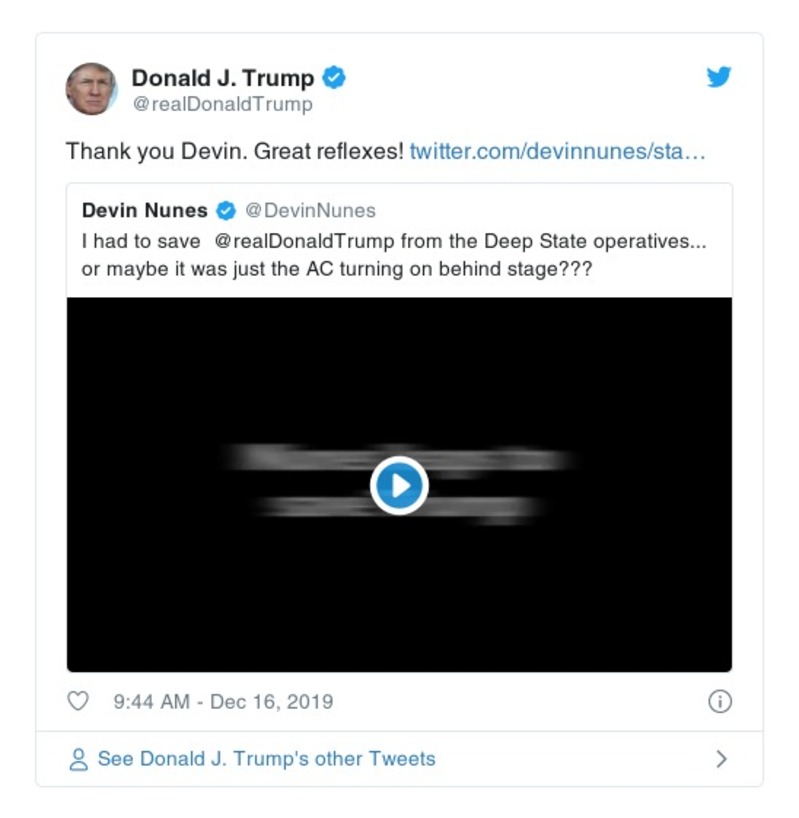 Donald J. Trump
@realDonaldTrump
Thank you Devin. Great reflexes! twitter.com/devinnunes/sta…
Devin Nunes @DevinNunes
I had to save @realDonaldTrump from the Deep State operatives...
or maybe it was just the AC turning on behind stage???
9:44 AM - Dec 16, 2019
See Donald J. Trump's other Tweets